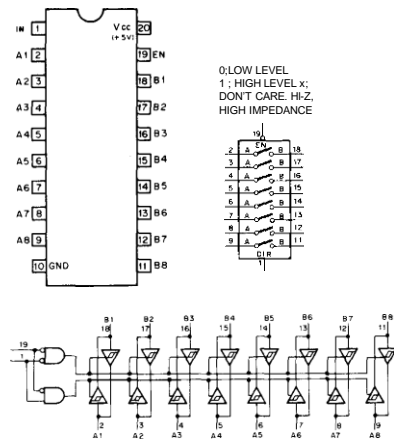 IN 1 Vcc 20
(+5V)
A1 2 19 EN
A2 3 18 B1
A3 4 17 B2
A4 5 16 B3
A5 6 15 B4
A6 7 14 B5
A7 8 13 B6
A8 9 12 B7
10 GND 11 B8
0;LOW LEVEL
1 ; HIGH LEVEL x;
DON'T CARE. HI-Z,
HIGH IMPEDANCE
19
EN
2 A B 18
3 A B 17
4 A B 16
5 A B 15
6 A B 14
7 A B 13
8 A B 12
9 A B 11
DIR
1
B1 B2 B3 B4 B5 B6 B7 B8
18 17 16 15 14 13 12 11
19
1
2 3 4 5 6 7 8 9
A1 A2 A3 A4 A5 A6 A7 A8